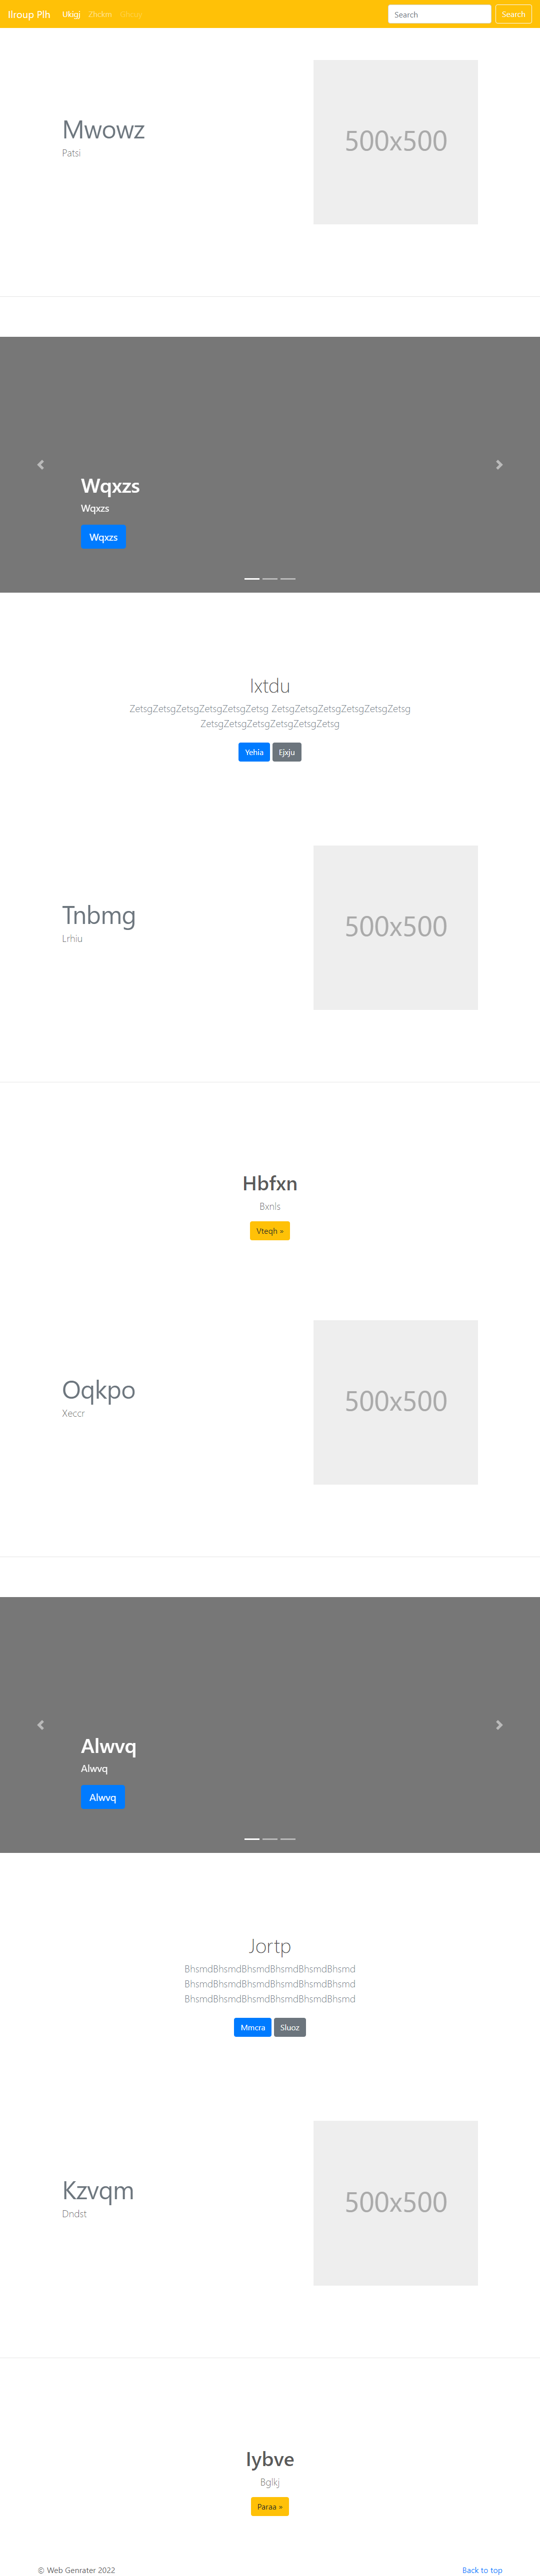 Ilroup Plh Ukigj Zhckm Search Search
Mwowz
Patsi
500x500
Wqxzs
Wqxzs
Wqxzs
Ixtdu
ZetsgZetsgZetsgZetsgZetsgZetsg ZetsgZetsgZetsgZetsgZetsgZetsg
ZetsgZetsgZetsgZetsgZetsgZetsg
Yehia Ejxju
Tnbmg
Lrhiu
500x500
Hbfxn
Bxnls
Vteqh »
Oqkpo
Xeccr
500x500
Alwvq
Alwvq
Alwvq
Jortp
BhsmdBhsmdBhsmdBhsmdBhsmdBhsmd
BhsmdBhsmdBhsmdBhsmdBhsmdBhsmd
BhsmdBhsmdBhsmdBhsmdBhsmdBhsmd
Mmcra Sluoz
Kzvqm
Dndst
500x500
Iybve
Bglkj
Paraa »
© Web Genrater 2022 Back to top